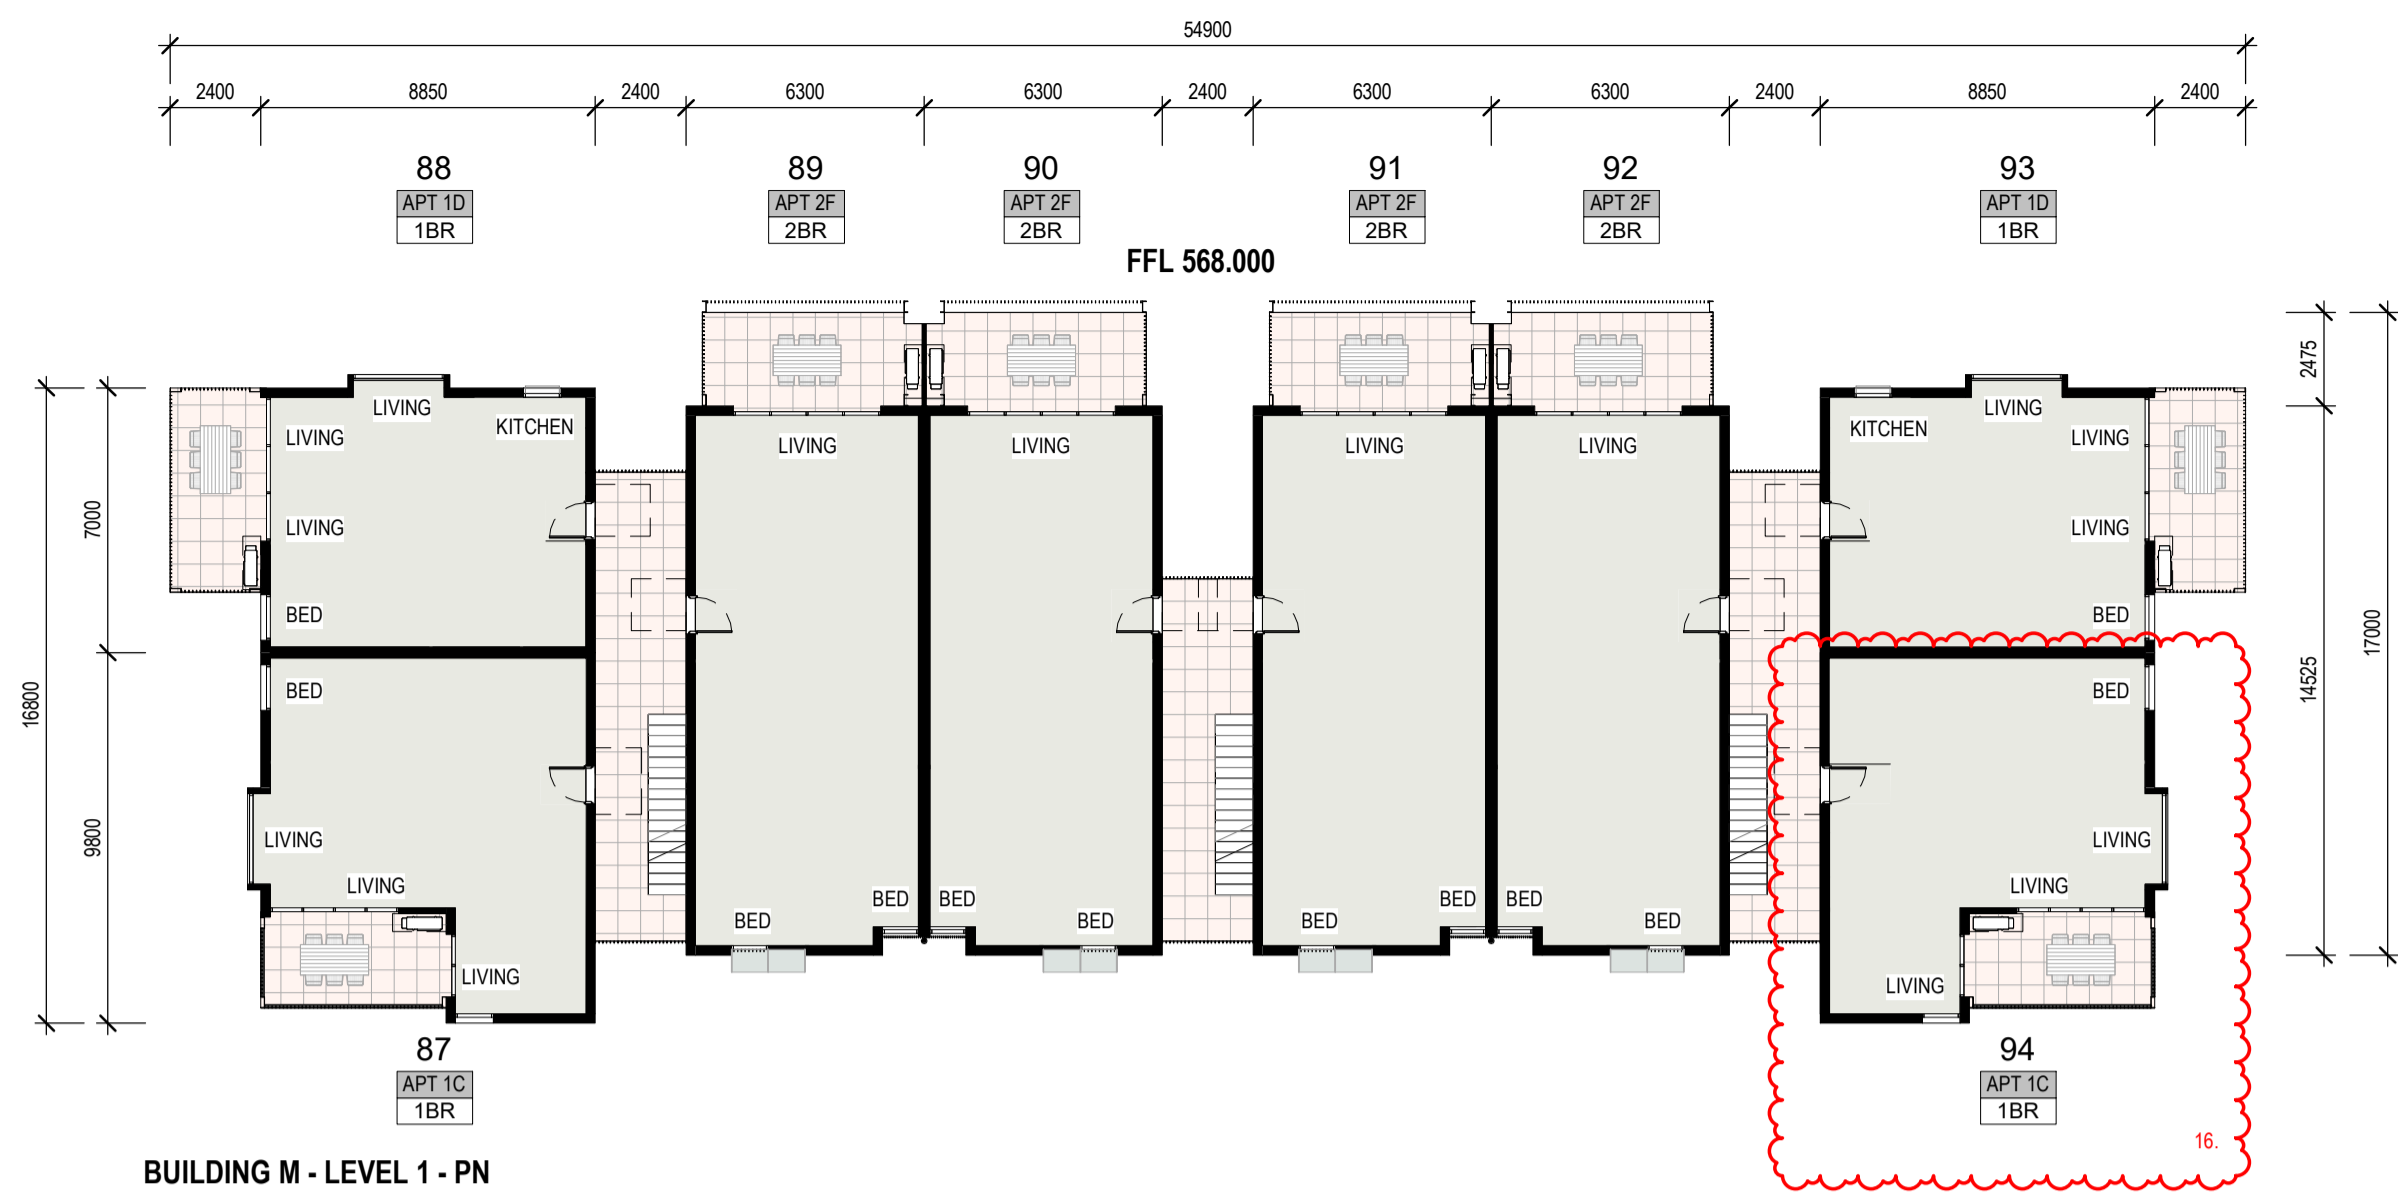 54900
2400 8850 2400 6300 6300 2400 6300 6300 2400 8850 2400
88 89 90 91 92 93
APT 1D APT 2F APT 2F APT 2F APT 2F APT 1D
1BR 2BR 2BR 2BR 2BR 1BR
FFL 568.000
2475
17000
14525
16800
7000
9800
LIVING
LIVING
KITCHEN
LIVING
BED
LIVING
LIVING
LIVING
LIVING
KITCHEN
LIVING
LIVING
LIVING
BED
BED
LIVING
LIVING
LIVING
BED
BED
BED
BED
BED
BED
BED
BED
BED
LIVING
LIVING
LIVING
87
APT 1C
1BR
94
APT 1C
1BR
16.
BUILDING M - LEVEL 1 - PN